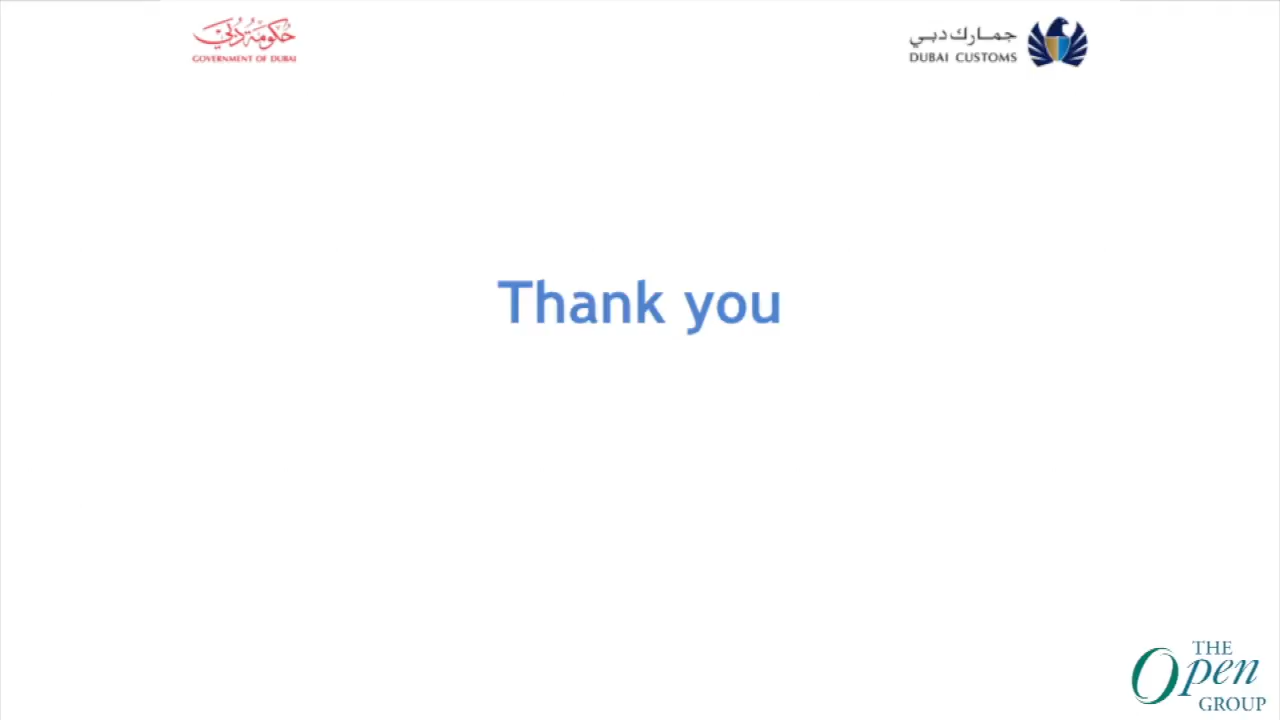 حكومة دبي
GOVERNMENT OF DUBAI
جمارك دبي
DUBAI CUSTOMS
Thank you
THE
Open
GROUP